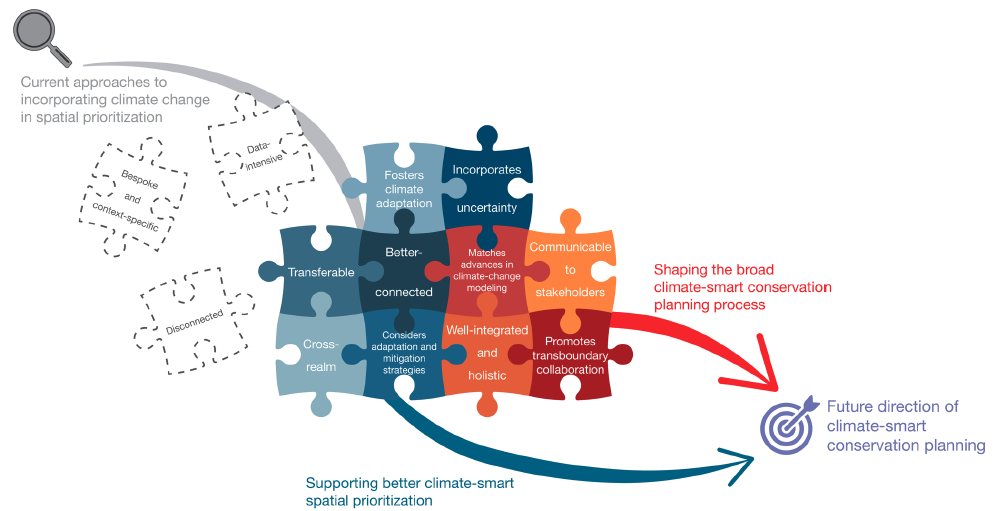 Current approaches to
incorporating climate change
in spatial prioritization
Data-
intensive
Bespoke
and
context-specific
Disconnected
Fosters
climate
adaptation
Incorporates
uncertainty
Transferable
Better-
connected
Matches
advances in
climate-change
modeling
Communicable
to
stakeholders
Cross-
realm
Considers
adaptation and
mitigation
strategies
Well-integrated
and
holistic
Promotes
transboundary
collaboration
Shaping the broad
climate-smart conservation
planning process
Future direction of
climate-smart
conservation planning
Supporting better climate-smart
spatial prioritization